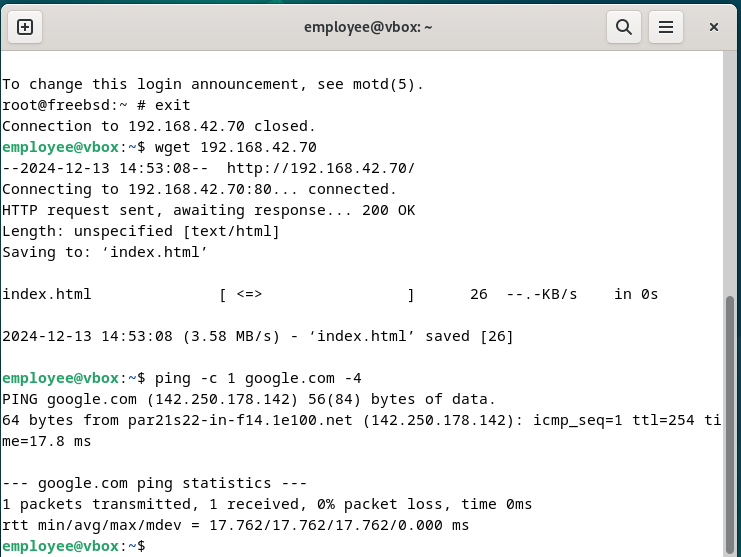 employee@vbox: ~
To change this login announcement, see motd(5).
root@freebsd:~ # exit
Connection to 192.168.42.70 closed.
employee@vbox:~$ wget 192.168.42.70
--2024-12-13 14:53:08--  http://192.168.42.70/
Connecting to 192.168.42.70:80... connected.
HTTP request sent, awaiting response... 200 OK
Length: unspecified [text/html]
Saving to: ‘index.html’
index.html              [ <=>                ]      26  --.-KB/s    in 0s
2024-12-13 14:53:08 (3.58 MB/s) - ‘index.html’ saved [26]
employee@vbox:~$ ping -c 1 google.com -4
PING google.com (142.250.178.142) 56(84) bytes of data.
64 bytes from par21s22-in-f14.1e100.net (142.250.178.142): icmp_seq=1 ttl=254 ti
me=17.8 ms
--- google.com ping statistics ---
1 packets transmitted, 1 received, 0% packet loss, time 0ms
rtt min/avg/max/mdev = 17.762/17.762/17.762/0.000 ms
employee@vbox:~$